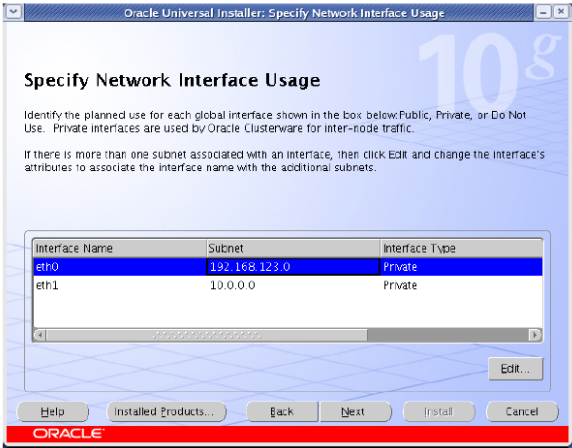 Oracle Universal Installer: Specify Network Interface Usage
10g
Specify Network Interface Usage
Identify the planned use for each global interface shown in the box below:Public, Private, or Do Not
Use. Private interfaces are used by Oracle Clusterware for inter-node traffic.
If there is more than one subnet associated with an interface, then click Edit and change the interface's
attributes to associate the interface name with the additional subnets.
Interface Name Subnet Interface Type
eth0 192.168.123.0 Private
eth1 10.0.0.0 Private
Edit...
Help Installed Products... Back Next Install Cancel
ORACLE